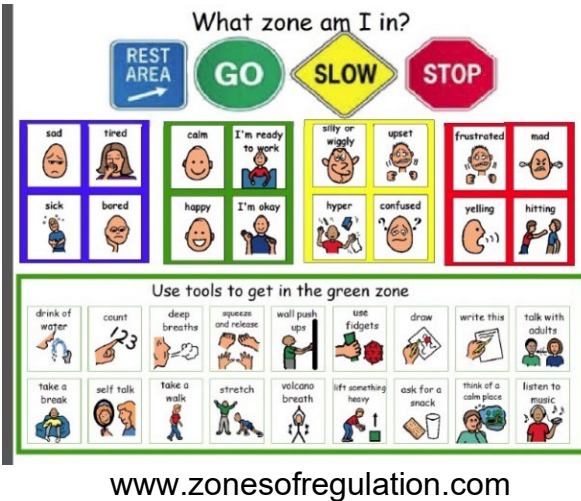 What zone am I in?
REST
AREA
GO
SLOW
STOP
sad
tired
sick
bored
calm
I'm ready
to work
happy
I'm okay
silly or
wiggly
upset
hyper
confused
frustrated
mad
yelling
hitting
Use tools to get in the green zone
drink of
water
count
123
deep
breaths
squeeze
and release
wall push
ups
use
fidgets
draw
write this
talk with
adults
take a
break
self talk
take a
walk
stretch
volcano
breath
lift something
heavy
ask for a
snack
think of a
calm place
listen to
music
www.zonesofregulation.com